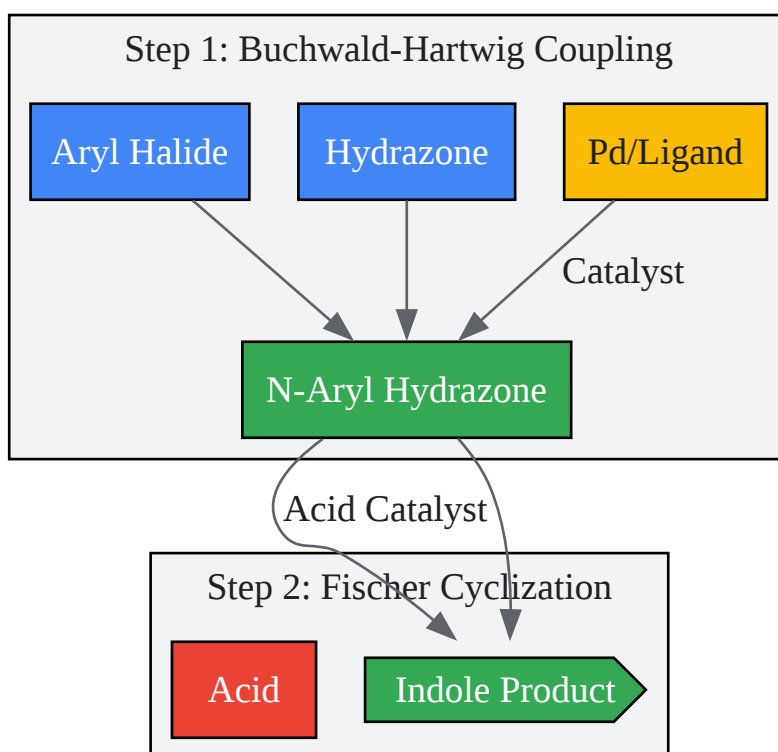 Step 1: Buchwald-Hartwig Coupling
Aryl Halide
Hydrazone
Pd/Ligand
Catalyst
N-Aryl Hydrazone
Acid Catalyst
Step 2: Fischer Cyclization
Acid
Indole Product